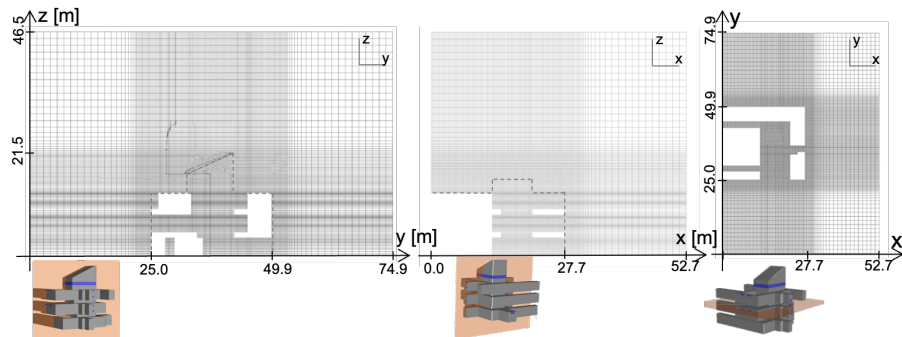 z [m]
46.5
21.5
z
y
y [m]
25.0
49.9
74.9
z
x
x [m]
0.0
27.7
52.7
y
74.9
49.9
25.0
y
x
x
27.7
52.7